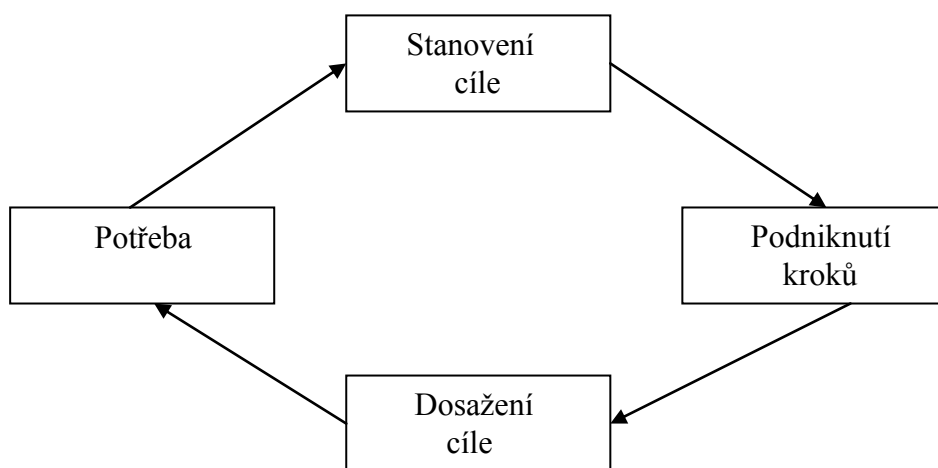 Stanovení
cíle
Potřeba
Podniknutí
kroků
Dosažení
cíle